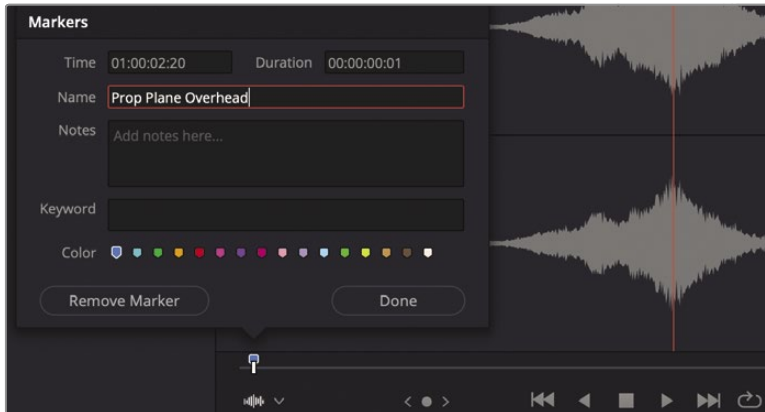 Markers
Time 01:00:02:20 Duration 00:00:00:01
Name Prop Plane Overhead
Notes Add notes here...
Keyword
Color
Remove Marker Done